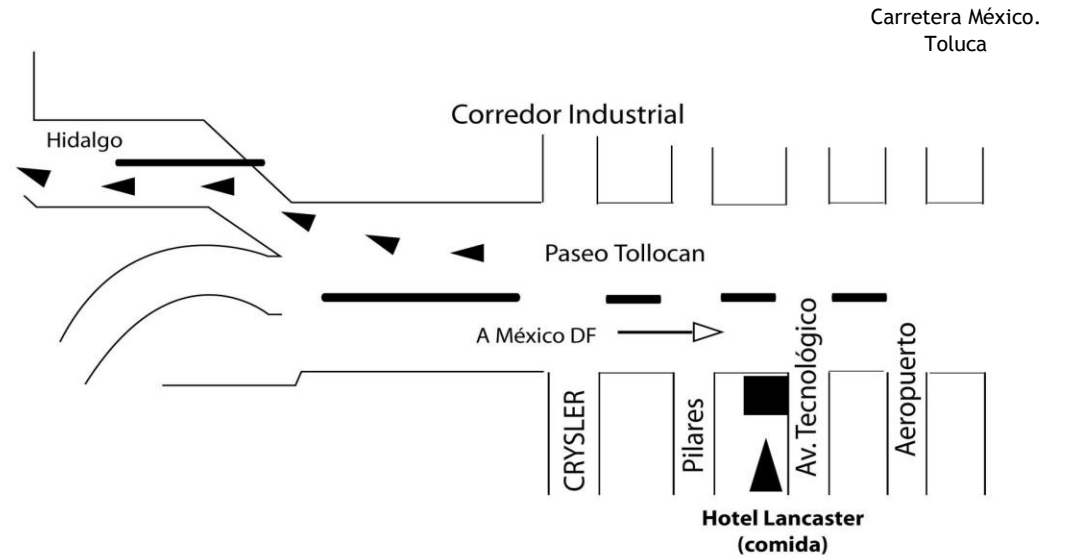 Carretera México.
Toluca
Corredor Industrial
Hidalgo
Paseo Tollocan
A México DF
CRYSLER
Pilares
Av. Tecnológico
Aeropuerto
Hotel Lancaster
(comida)